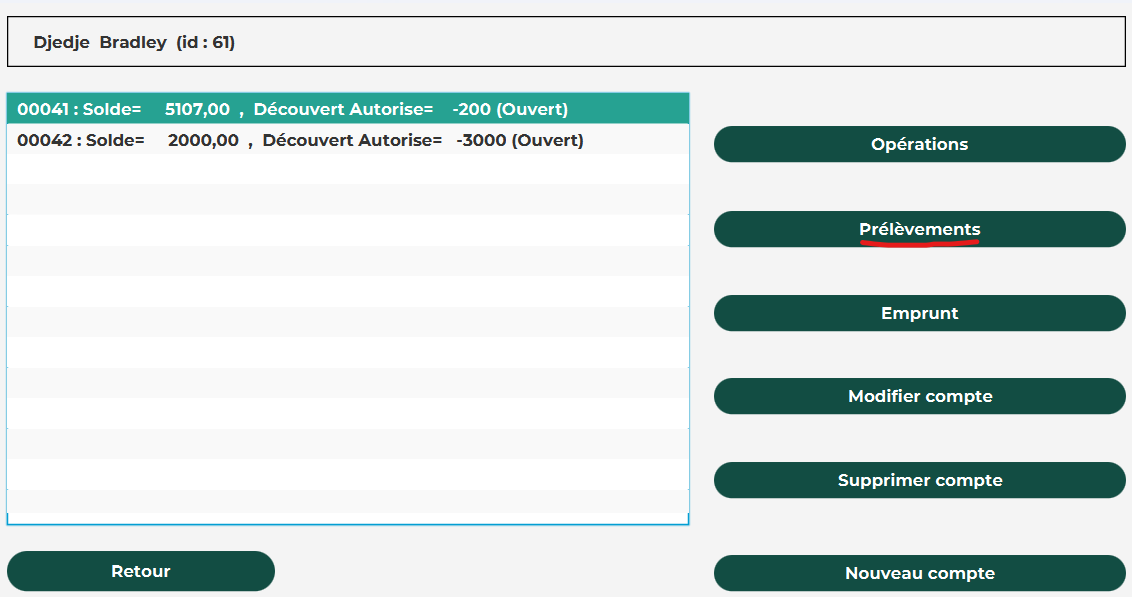 Djedje Bradley (id : 61)
00041 : Solde= 5107,00 , Découvert Autorise= -200 (Ouvert)
00042 : Solde= 2000,00 , Découvert Autorise= -3000 (Ouvert)
Opérations
Prélèvements
Emprunt
Modifier compte
Supprimer compte
Retour
Nouveau compte